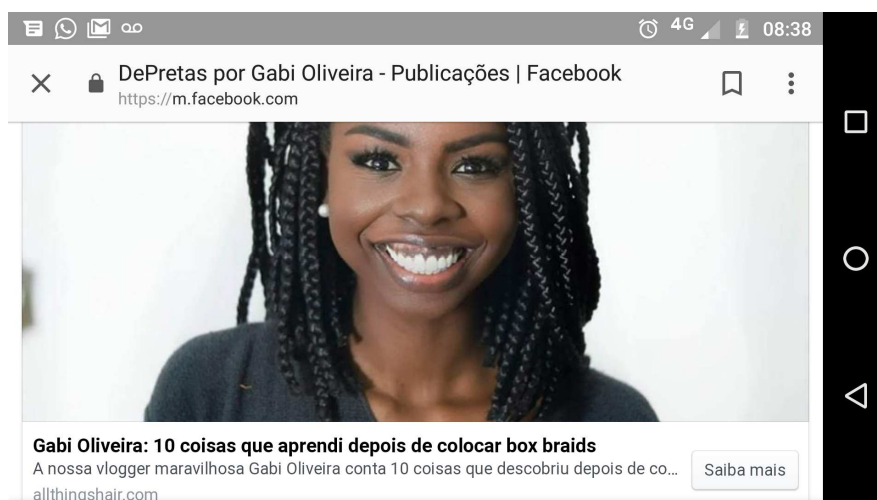 4G 08:38
DePretas por Gabi Oliveira - Publicações | Facebook
https://m.facebook.com
Gabi Oliveira: 10 coisas que aprendi depois de colocar box braids
A nossa vlogger maravilhosa Gabi Oliveira conta 10 coisas que descobriu depois de co...
Saiba mais
allthingshair.com